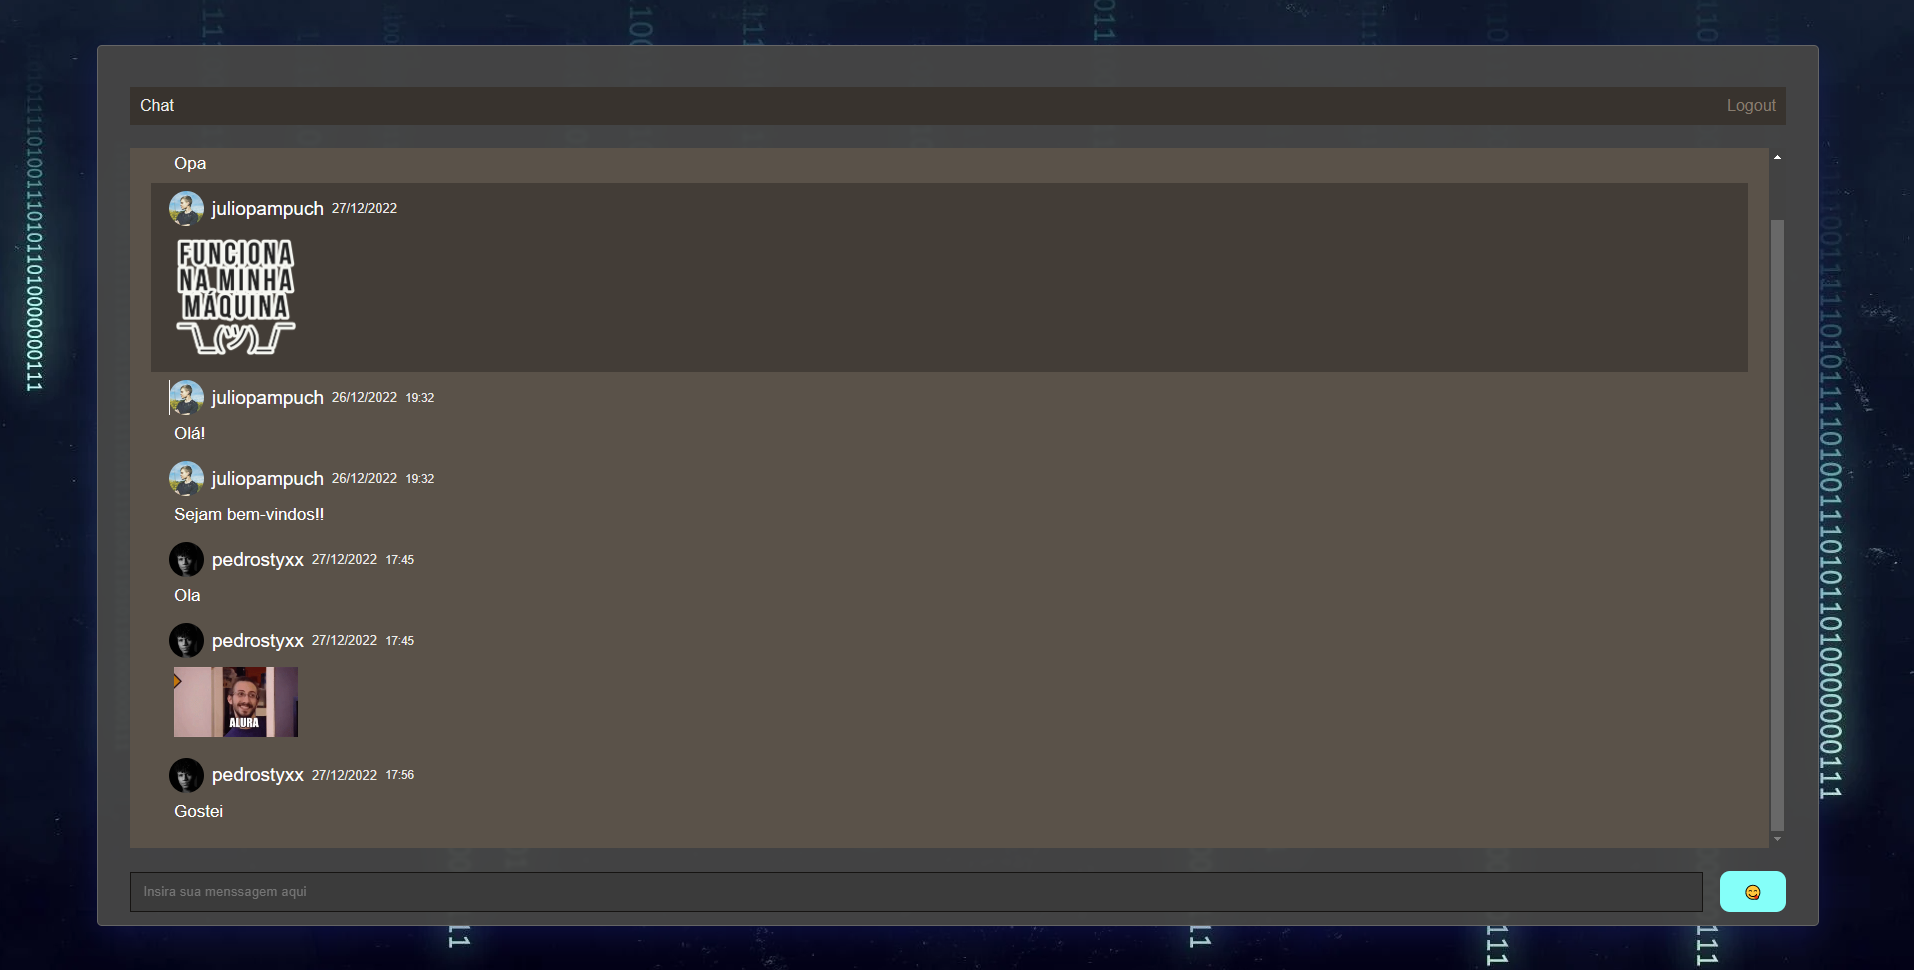 Chat
Logout
Opa
juliopampuch 27/12/2022
FUNCIONA
NA MINHA
MÁQUINA
¯\_(ツ)_/¯
juliopampuch 26/12/2022 19:32
Olá!
juliopampuch 26/12/2022 19:32
Sejam bem-vindos!!
pedrostyxx 27/12/2022 17:45
Ola
pedrostyxx 27/12/2022 17:45
ALURA
pedrostyxx 27/12/2022 17:56
Gostei
Insira sua menssagem aqui